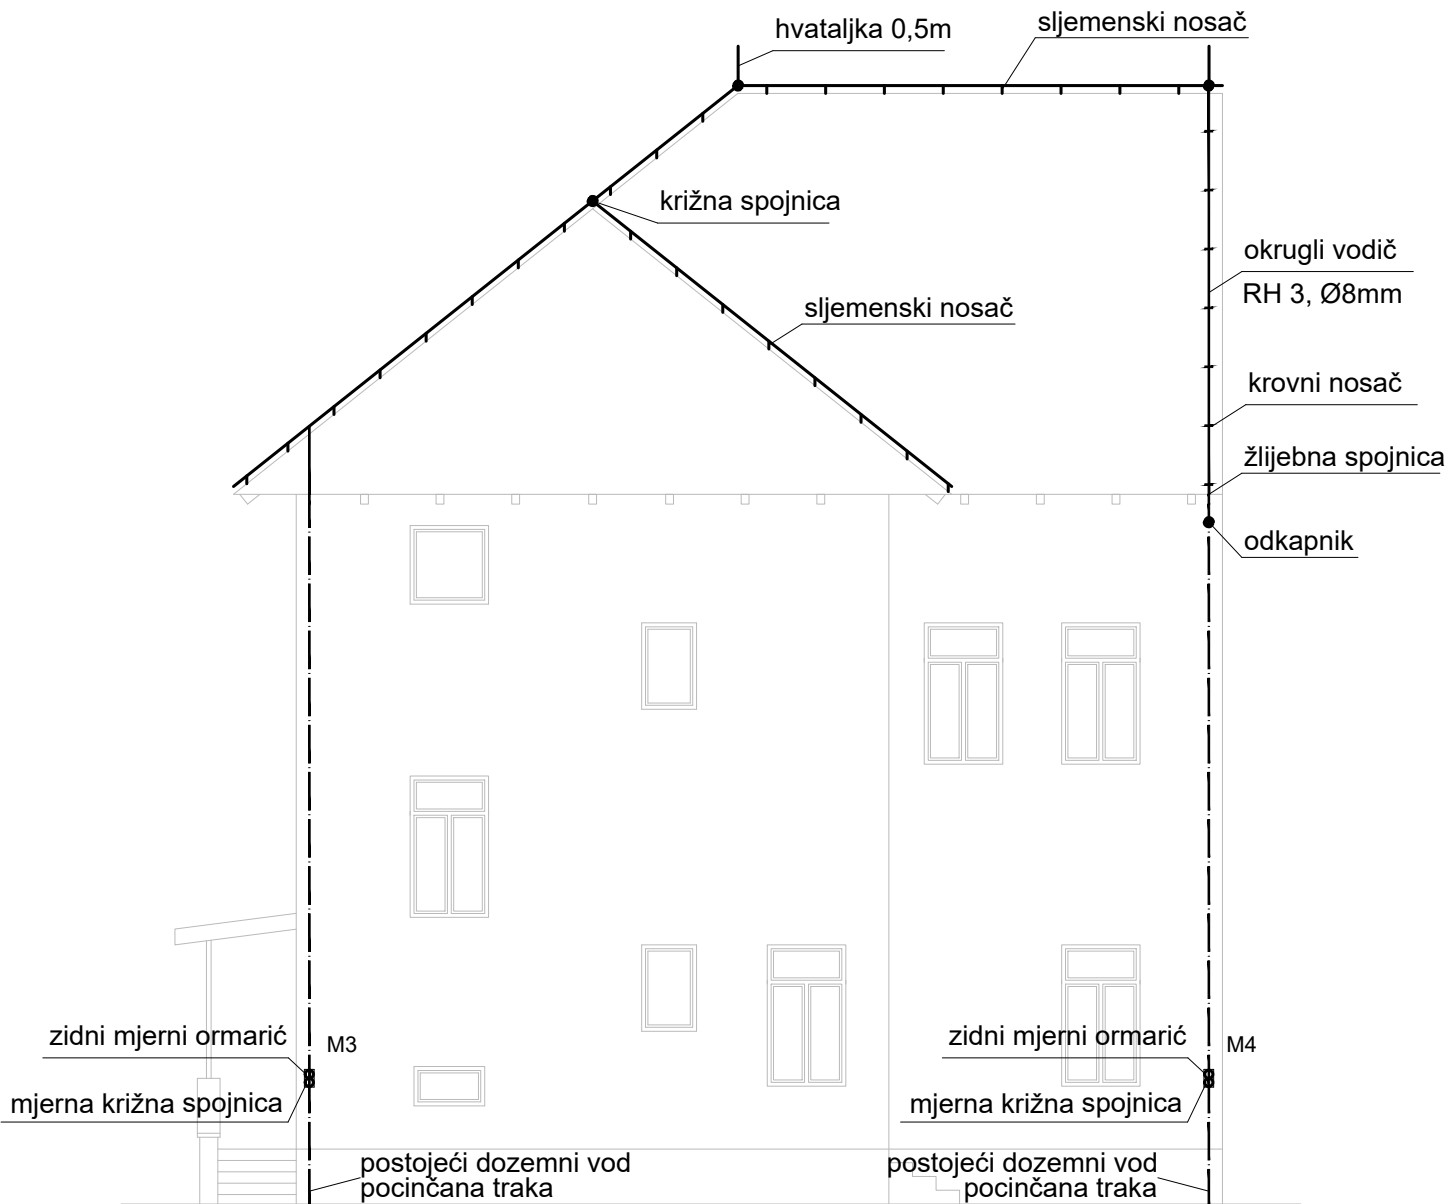 hvataljka 0,5m
sljemenski nosač
križna spojnica
okrugli vodič
RH 3, Ø8mm
sljemenski nosač
krovni nosač
žlijebna spojnica
odkapnik
zidni mjerni ormarić
M3
mjerna križna spojnica
zidni mjerni ormarić
M4
mjerna križna spojnica
postojeći dozemni vod
pocinčana traka
postojeći dozemni vod
pocinčana traka